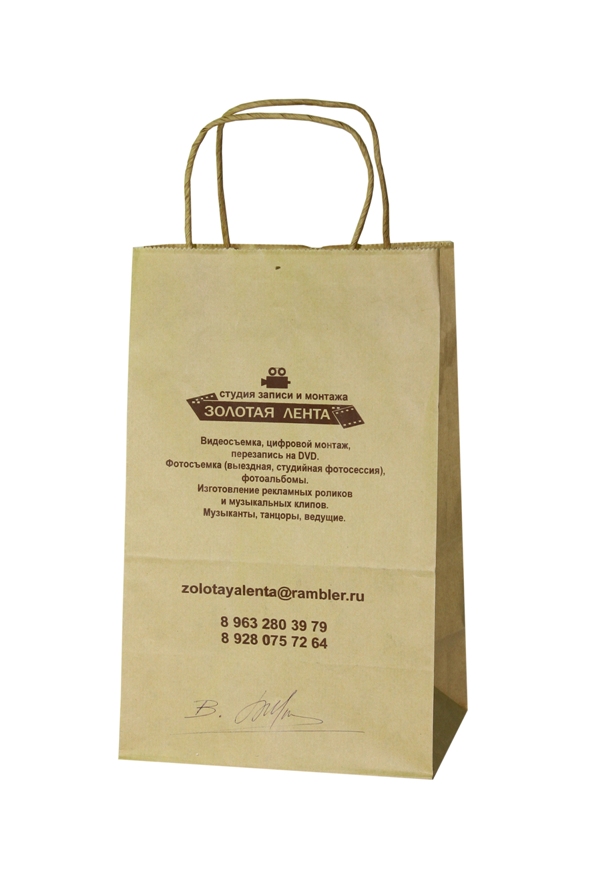 студия записи и монтажа
ЗОЛОТАЯ ЛЕНТА
Видеосъемка, цифровой монтаж,
перезапись на DVD.
Фотосъемка (выездная, студийная фотосессия),
фотоальбомы.
Изготовление рекламных роликов
и музыкальных клипов.
Музыканты, танцоры, ведущие.
zolotayalenta@rambler.ru
8 963 280 39 79
8 928 075 72 64
В.